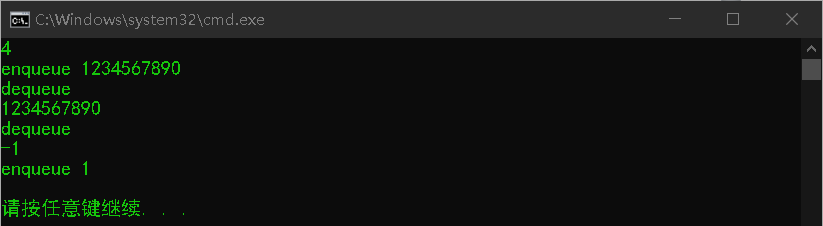 C:\Windows\system32\cmd.exe
4
enqueue 1234567890
dequeue
1234567890
dequeue
-1
enqueue 1
请按任意键继续. . .